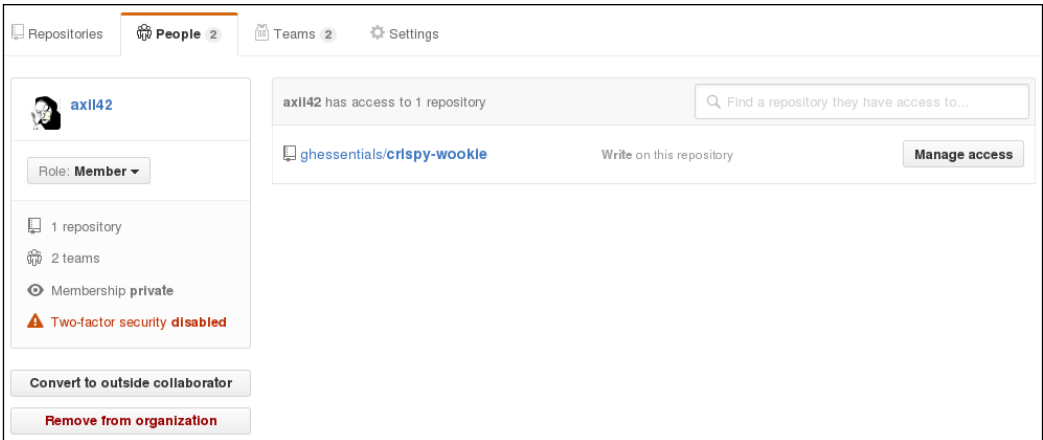 Repositories People 2 Teams 2 Settings
axil42
Role: Member
1 repository
2 teams
Membership private
Two-factor security disabled
Convert to outside collaborator
Remove from organization
axil42 has access to 1 repository Find a repository they have access to...
ghessentials/crispy-wookie Write on this repository Manage access